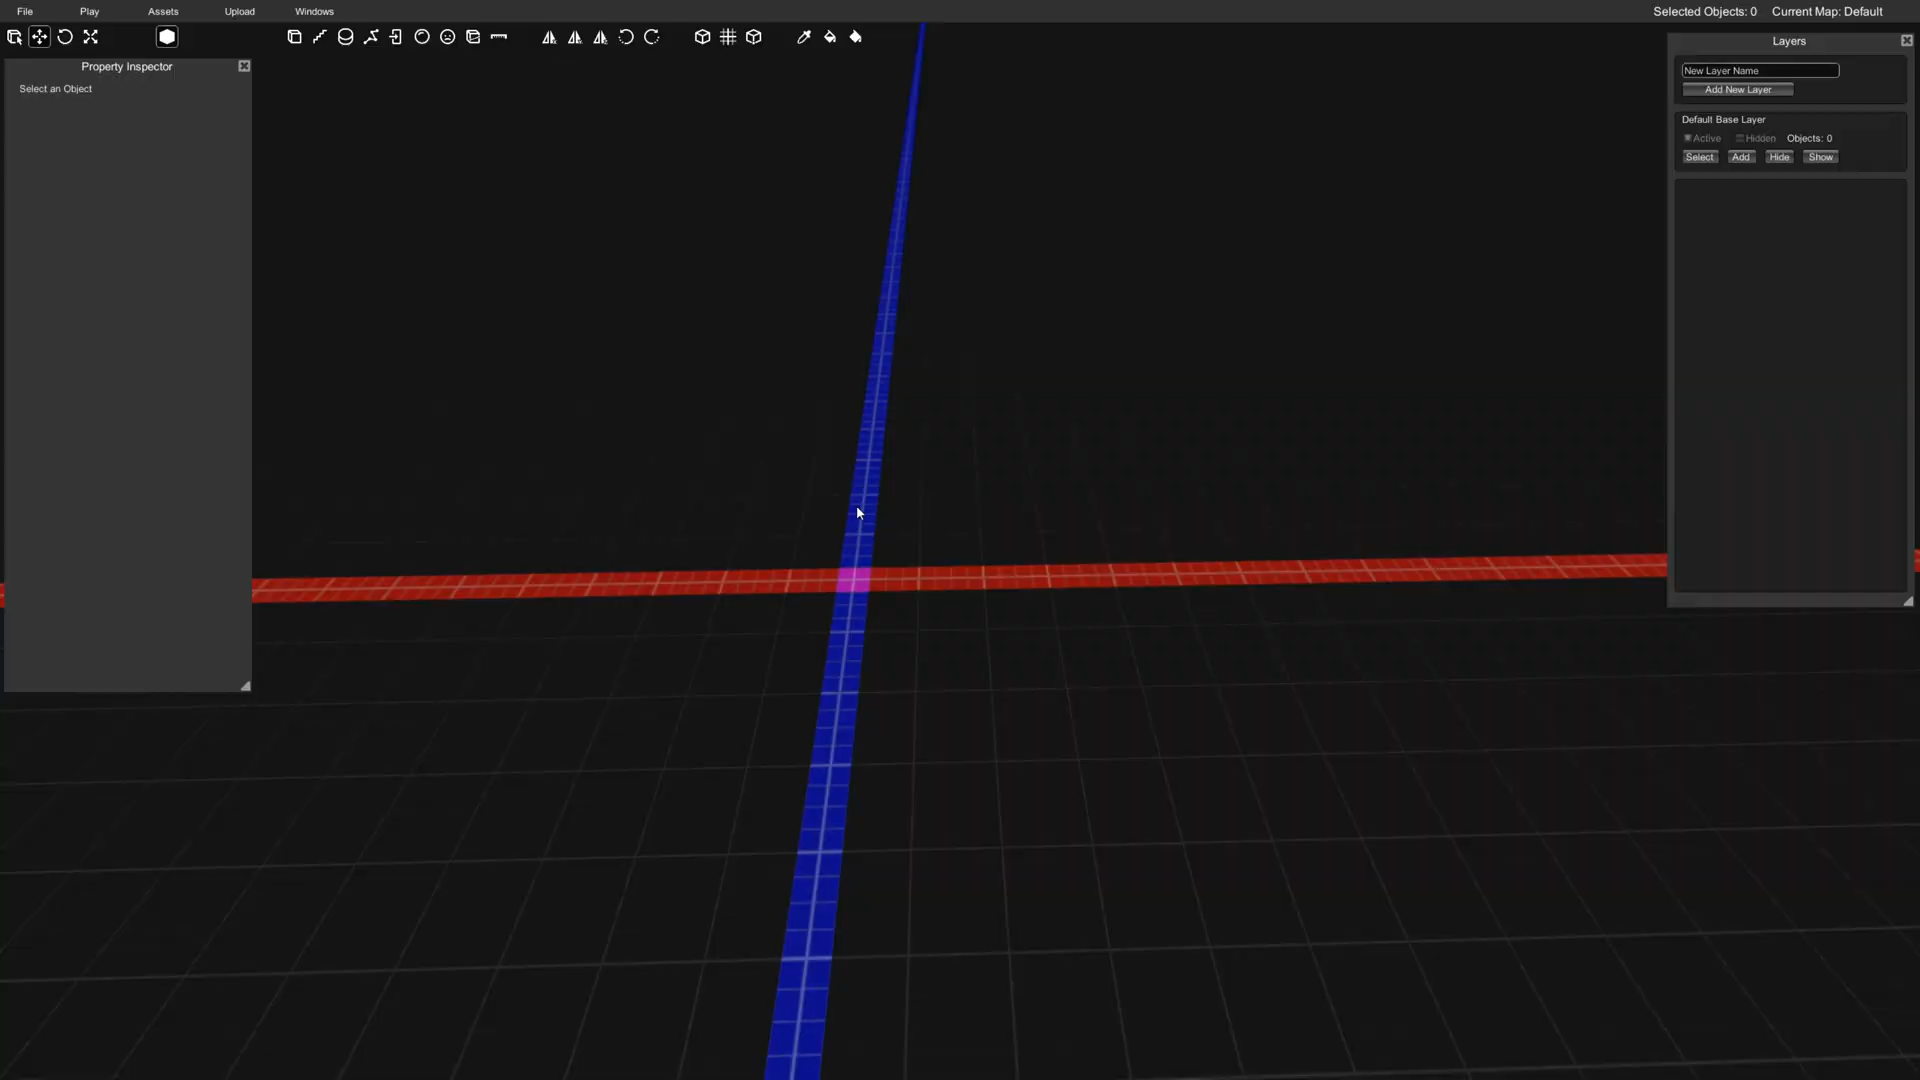 File Play Assets Upload Windows Selected Objects: 0 Current Map: Default
Property Inspector
Select an Object
Layers
New Layer Name
Add New Layer
Default Base Layer
Active Hidden Objects: 0
Select Add Hide Show